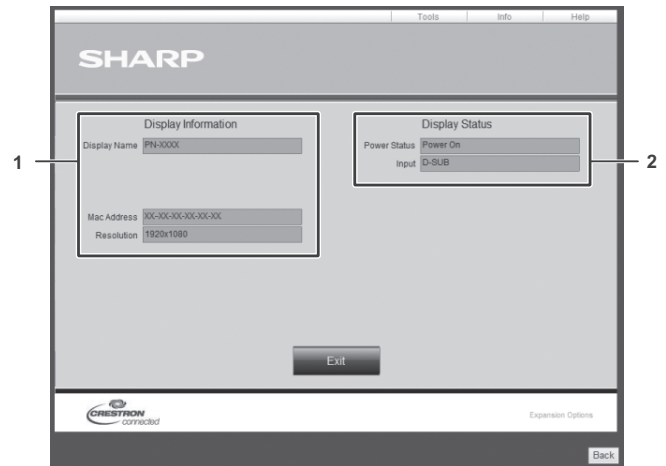 Tools Info Help
SHARP
Display Information
Display Name PN-XXXX
Mac Address XX-XX-XX-XX-XX-XX
Resolution 1920x1080
1
Display Status
Power Status Power On
Input D-SUB
2
Exit
CRESTRON
connected
Expansion Options
Back